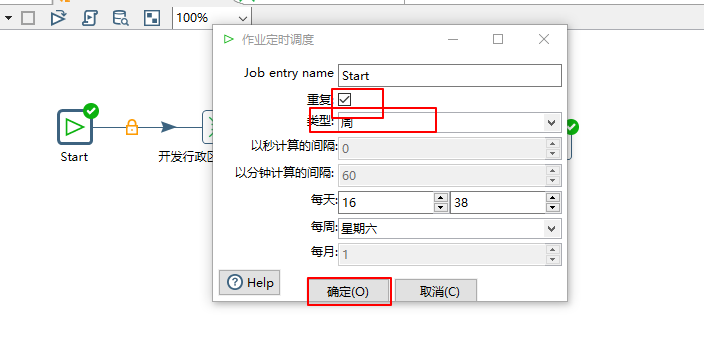 100%
作业定时调度
Job entry name Start
重复:
类型: 周
以秒计算的间隔: 0
以分钟计算的间隔: 60
每天: 16 38
每周: 星期六
每月: 1
Help 确定(O) 取消(C)
Start
开发行政区